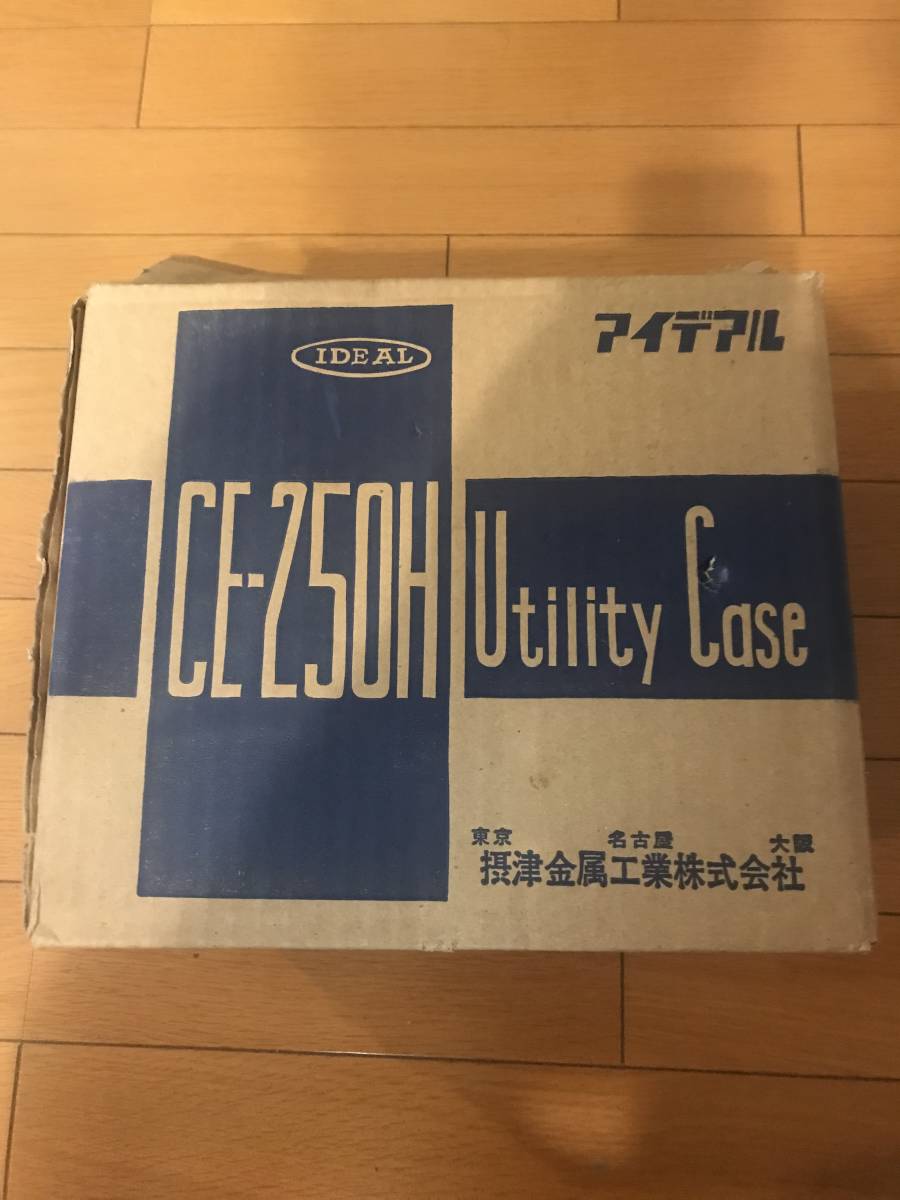 IDEAL
アイデアル
CE-250H
Utility Case
東京 名古屋 大阪
摂津金属工業株式会社